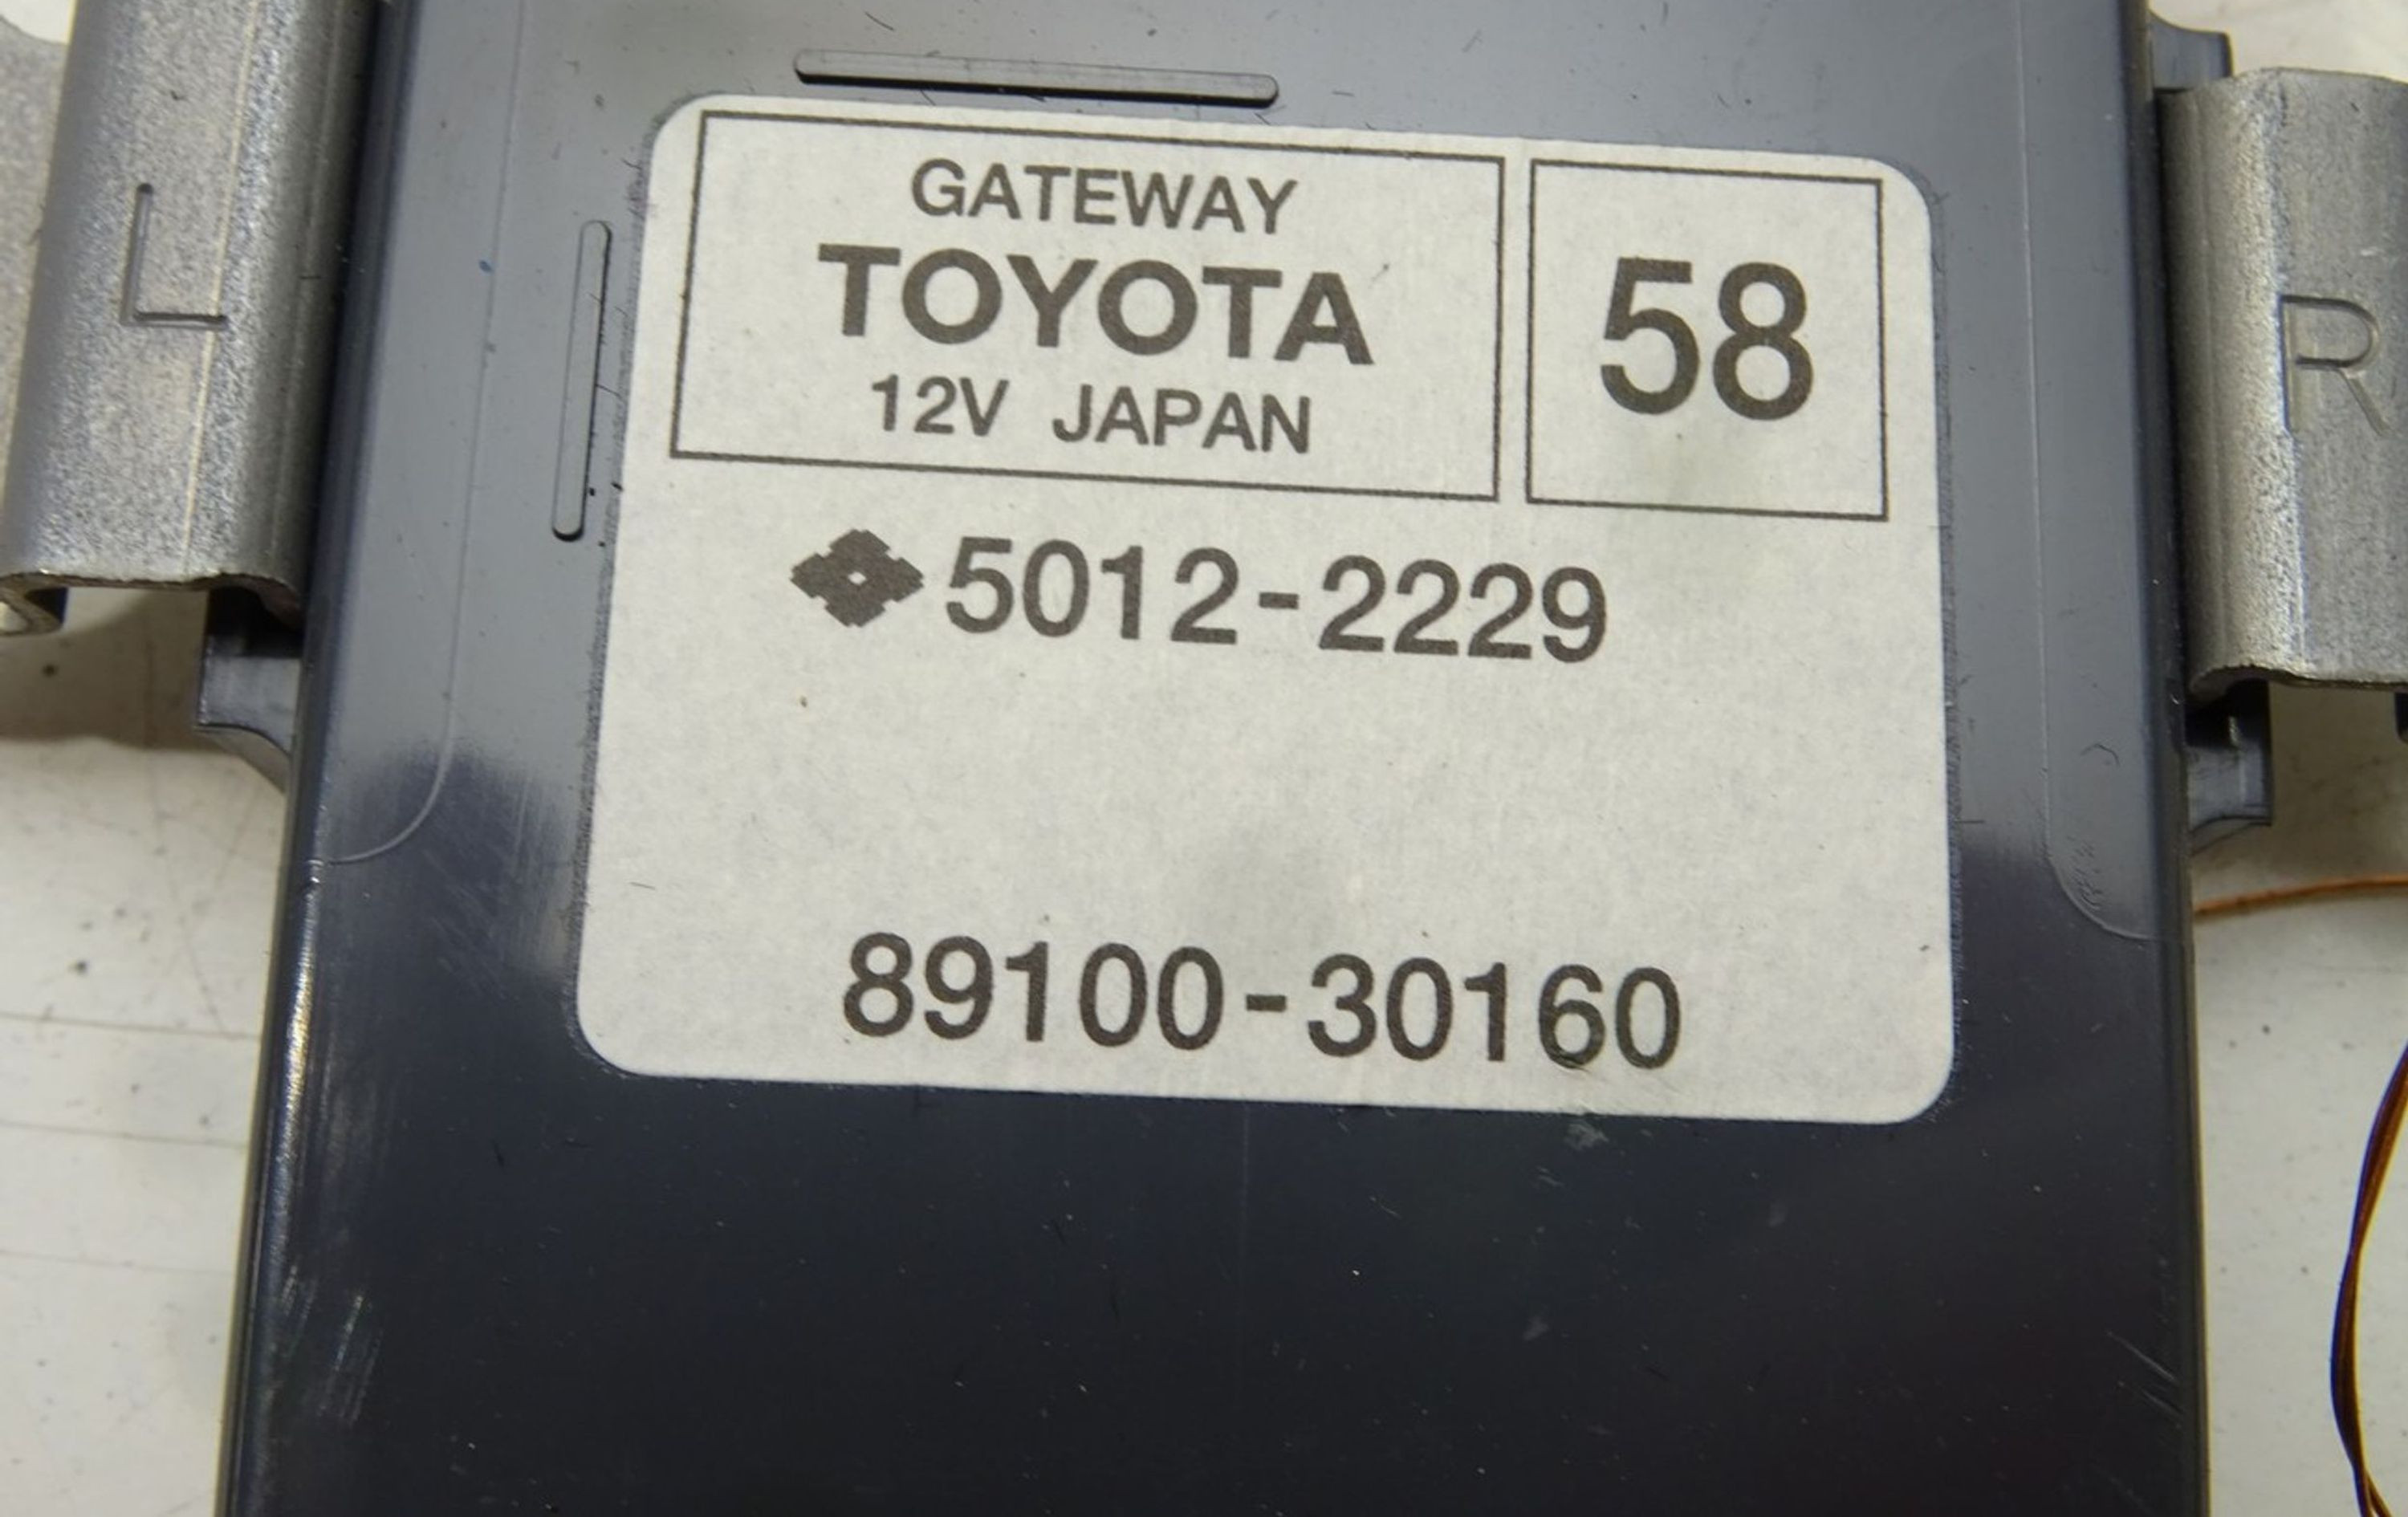 GATEWAY
TOYOTA
12V JAPAN
58
5012-2229
89100-30160
L
R